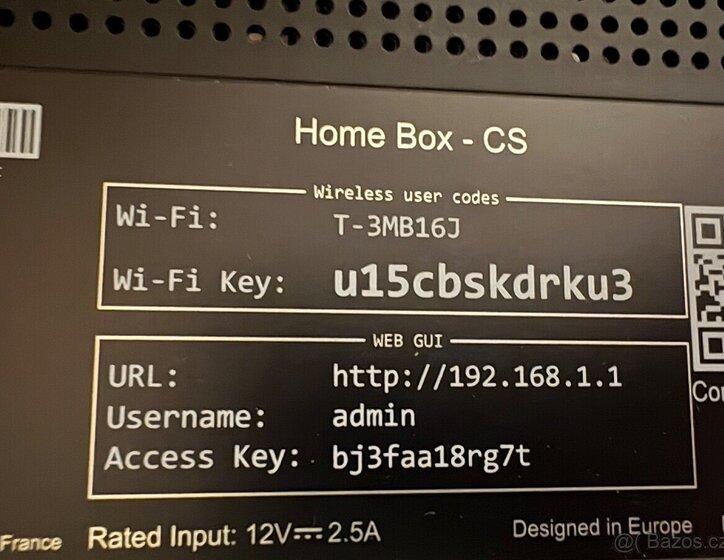 Home Box - CS
Wireless user codes
Wi-Fi: T-3MB16J
Wi-Fi Key: u15cbskdrku3
WEB GUI
URL: http://192.168.1.1
Username: admin
Access Key: bj3faa18rg7t
France Rated Input: 12V⎓2.5A Designed in Europe
Bazos.cz